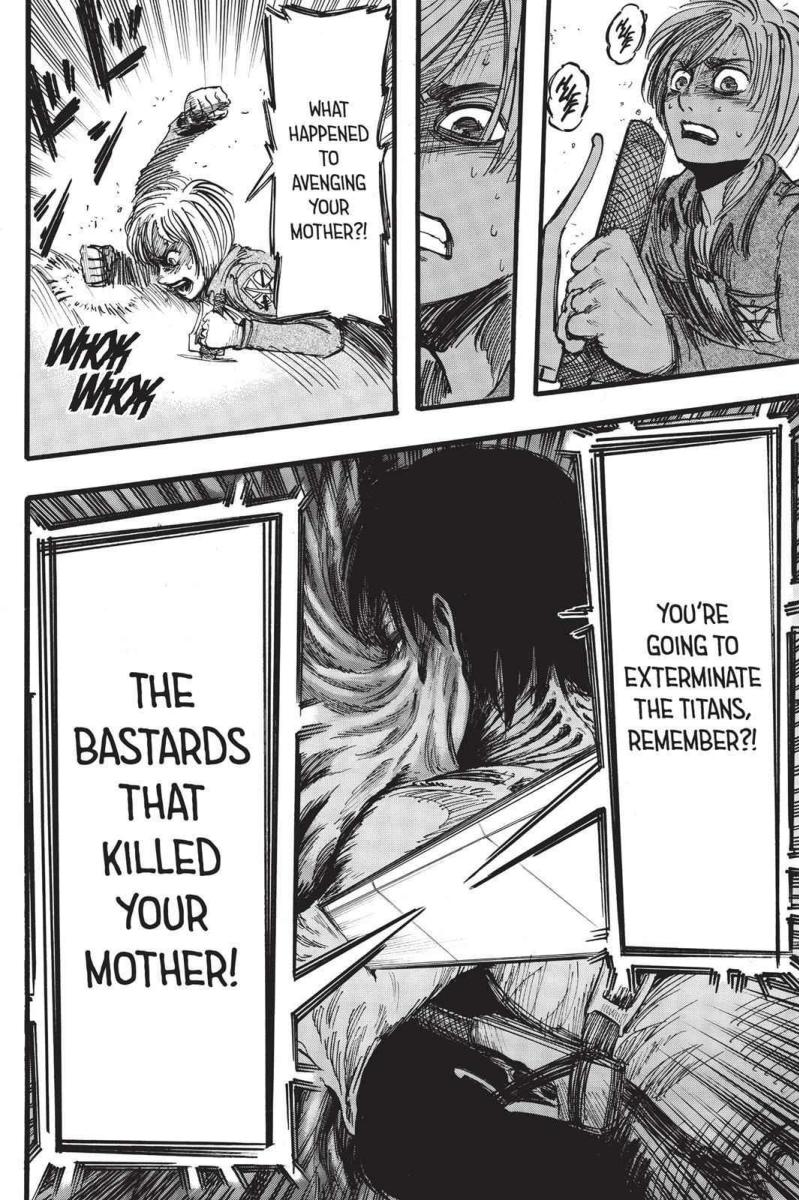 WHAT
HAPPENED
TO
AVENGING
YOUR
MOTHER?!
WHOK
WHOK
YOU'RE
GOING TO
EXTERMINATE
THE TITANS,
REMEMBER?!
THE
BASTARDS
THAT
KILLED
YOUR
MOTHER!